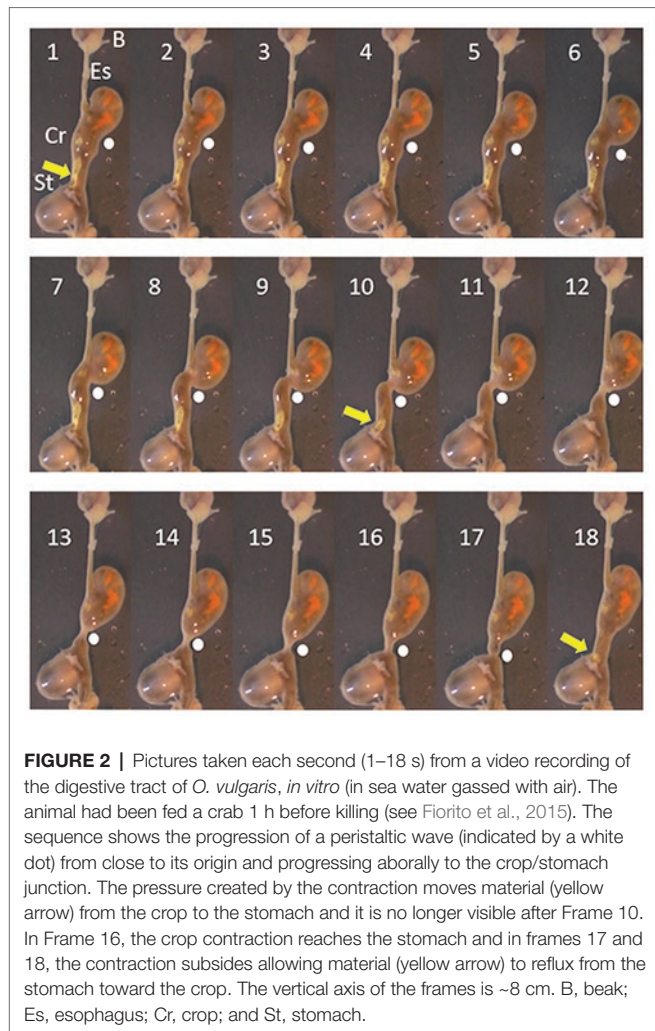 1 B 2 3 4 5 6
Es
Cr
St
7 8 9 10 11 12
13 14 15 16 17 18
FIGURE 2 | Pictures taken each second (1–18 s) from a video recording of
the digestive tract of O. vulgaris, in vitro (in sea water gassed with air). The
animal had been fed a crab 1 h before killing (see Fiorito et al., 2015). The
sequence shows the progression of a peristaltic wave (indicated by a white
dot) from close to its origin and progressing aborally to the crop/stomach
junction. The pressure created by the contraction moves material (yellow
arrow) from the crop to the stomach and it is no longer visible after Frame 10.
In Frame 16, the crop contraction reaches the stomach and in frames 17 and
18, the contraction subsides allowing material (yellow arrow) to reflux from the
stomach toward the crop. The vertical axis of the frames is ~8 cm. B, beak;
Es, esophagus; Cr, crop; and St, stomach.